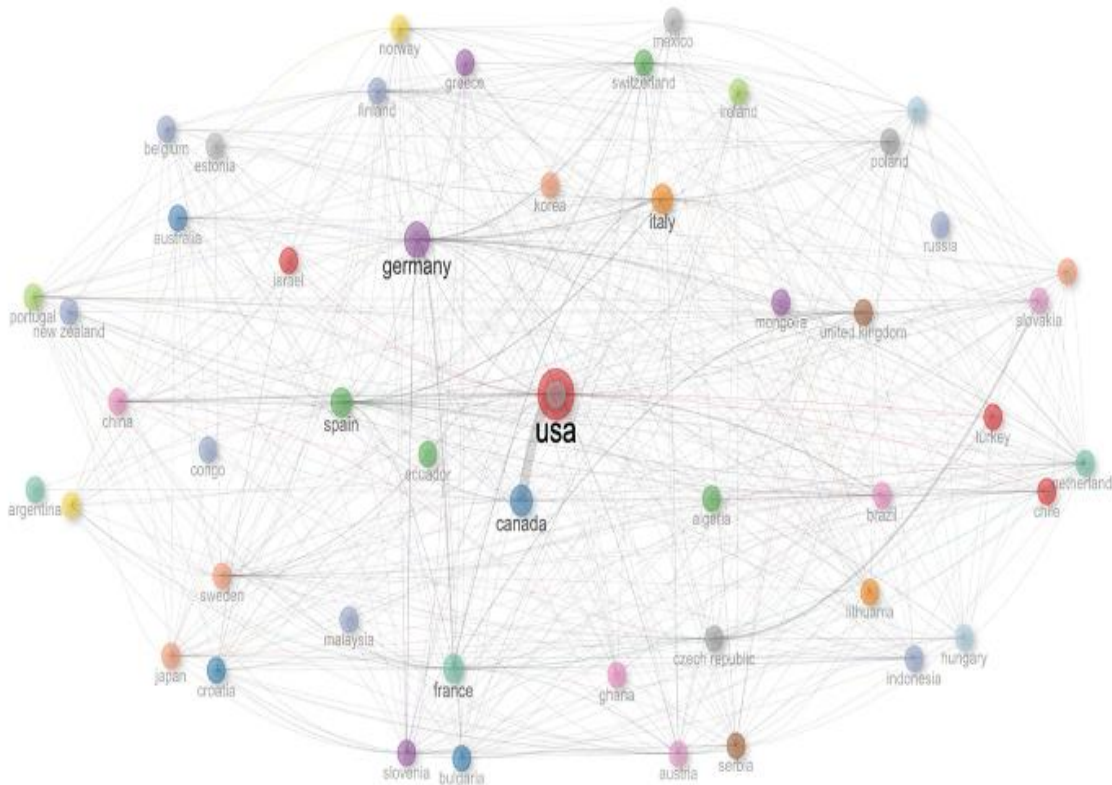 mexico
norway
greece
switzerland
finland
ireland
belgium
estonia
poland
korea
italy
australia
russia
germany
israel
portugal
new zealand
mongolia
united kingdom
slovakia
china
spain
usa
turkey
congo
ecuador
netherland
argentina
canada
algeria
brazil
chile
sweden
lithuania
malaysia
czech republic
hungary
japan
croatia
france
ghana
indonesia
slovenia
bulgaria
austria
serbia